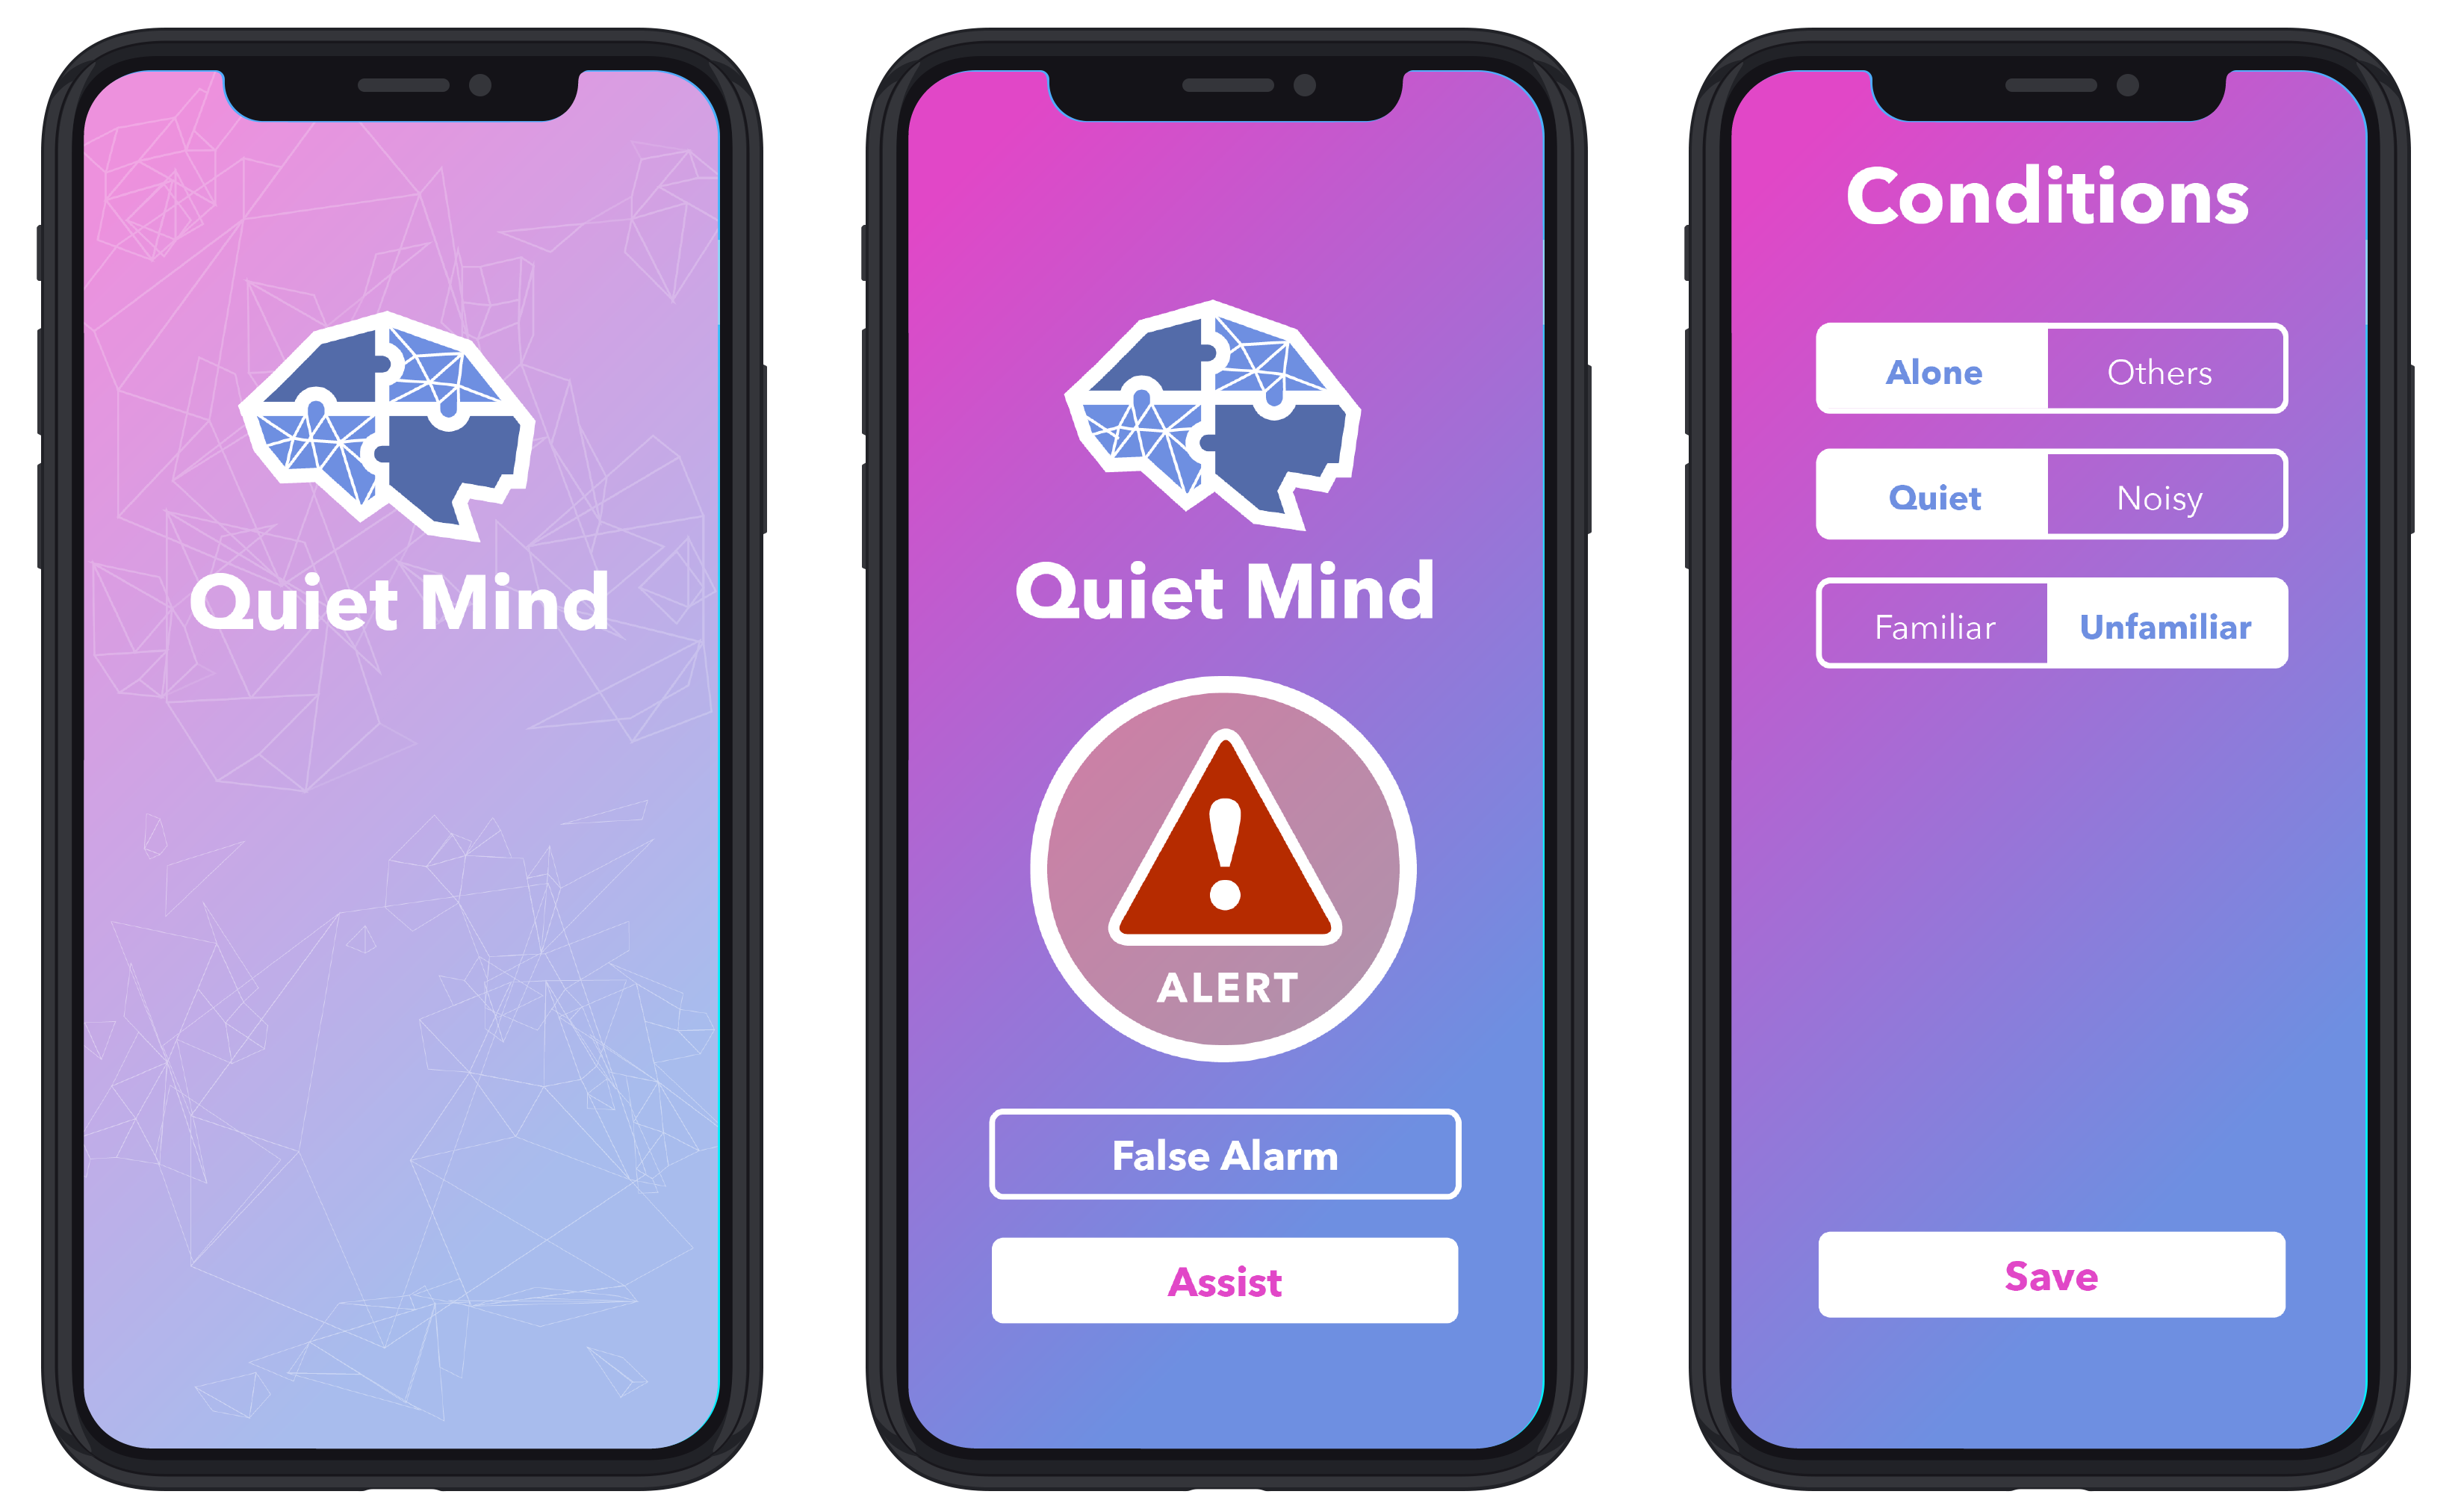 Quiet Mind
Quiet Mind
!
ALERT
False Alarm
Assist
Conditions
Alone Others
Quiet Noisy
Familiar Unfamiliar
Save